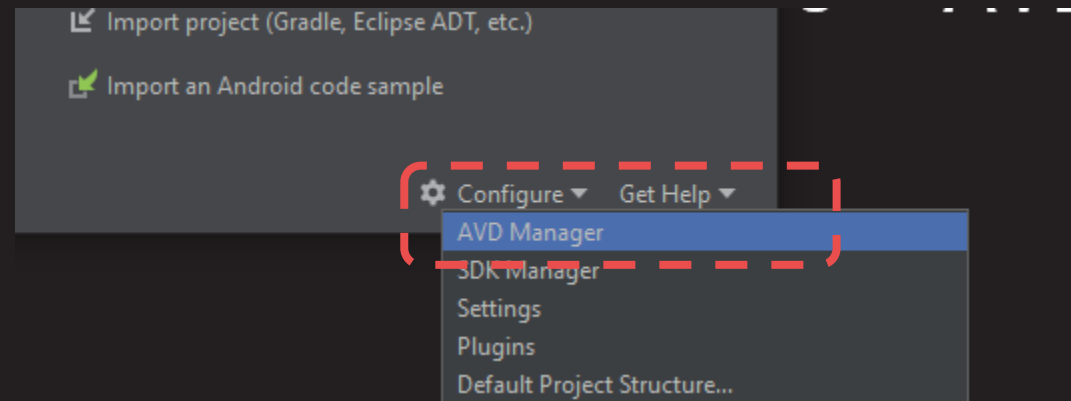 Import project (Gradle, Eclipse ADT, etc.)
Import an Android code sample
Configure Get Help
AVD Manager
SDK Manager
Settings
Plugins
Default Project Structure...